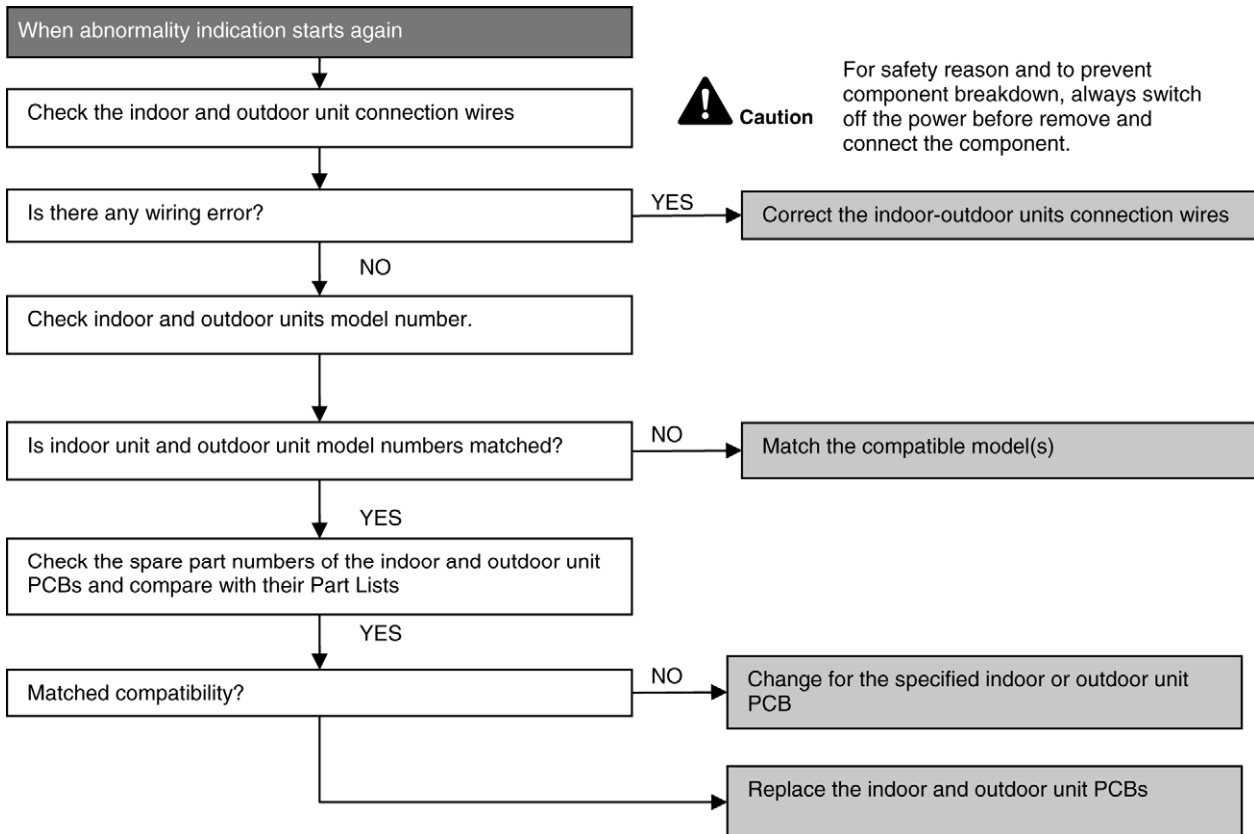 When abnormality indication starts again
Check the indoor and outdoor unit connection wires
For safety reason and to prevent
component breakdown, always switch
off the power before remove and
connect the component.
Caution
Is there any wiring error?
YES
Correct the indoor-outdoor units connection wires
NO
Check indoor and outdoor units model number.
Is indoor unit and outdoor unit model numbers matched?
NO
Match the compatible model(s)
YES
Check the spare part numbers of the indoor and outdoor unit
PCBs and compare with their Part Lists
YES
Matched compatibility?
NO
Change for the specified indoor or outdoor unit
PCB
Replace the indoor and outdoor unit PCBs